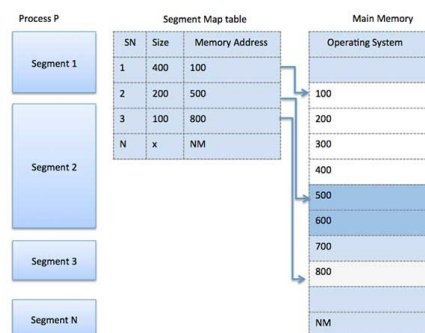 Process P
Segment Map table
Main Memory
Segment 1
Segment 2
Segment 3
Segment N
SN Size Memory Address
1 400 100
2 200 500
3 100 800
N x NM
Operating System
100
200
300
400
500
600
700
800
NM